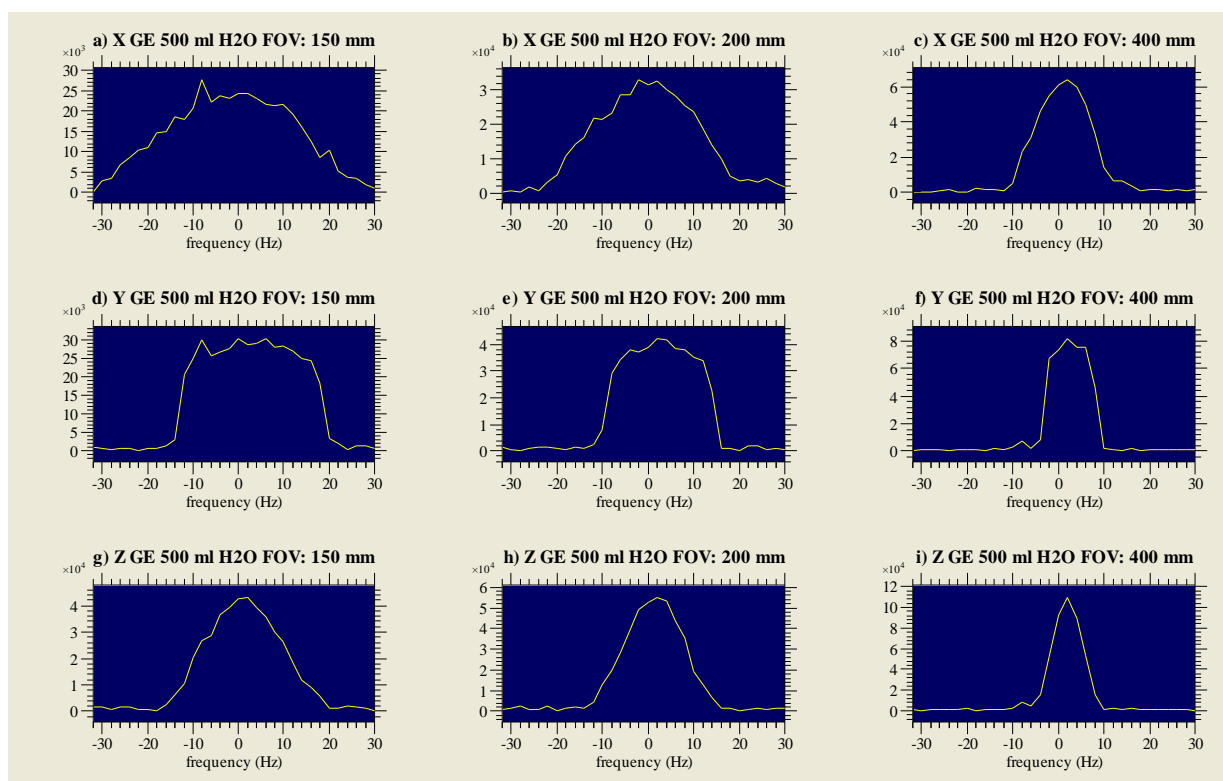 a) X GE 500 ml H2O FOV: 150 mm
×10³
30
25
20
15
10
5
0
-30 -20 -10 0 10 20 30
frequency (Hz)
b) X GE 500 ml H2O FOV: 200 mm
×10⁴
3
2
1
0
-30 -20 -10 0 10 20 30
frequency (Hz)
c) X GE 500 ml H2O FOV: 400 mm
×10⁴
6
4
2
0
-30 -20 -10 0 10 20 30
frequency (Hz)
d) Y GE 500 ml H2O FOV: 150 mm
×10³
30
25
20
15
10
5
0
-30 -20 -10 0 10 20 30
frequency (Hz)
e) Y GE 500 ml H2O FOV: 200 mm
×10⁴
4
3
2
1
0
-30 -20 -10 0 10 20 30
frequency (Hz)
f) Y GE 500 ml H2O FOV: 400 mm
×10⁴
8
6
4
2
0
-30 -20 -10 0 10 20 30
frequency (Hz)
g) Z GE 500 ml H2O FOV: 150 mm
×10⁴
4
3
2
1
0
-30 -20 -10 0 10 20 30
frequency (Hz)
h) Z GE 500 ml H2O FOV: 200 mm
×10⁴
6
5
4
3
2
1
0
-30 -20 -10 0 10 20 30
frequency (Hz)
i) Z GE 500 ml H2O FOV: 400 mm
×10⁴
12
10
8
6
4
2
0
-30 -20 -10 0 10 20 30
frequency (Hz)